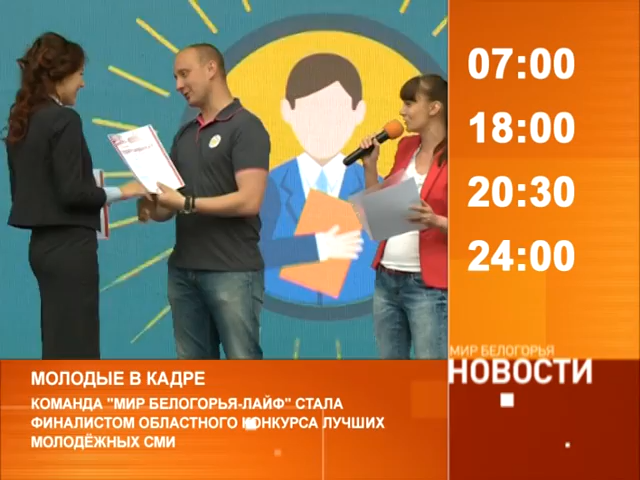 07:00
18:00
20:30
24:00
МИР БЕЛОГОРЬЯ
НОВОСТИ
МОЛОДЫЕ В КАДРЕ
КОМАНДА "МИР БЕЛОГОРЬЯ-ЛАЙФ" СТАЛА
ФИНАЛИСТОМ ОБЛАСТНОГО КОНКУРСА ЛУЧШИХ
МОЛОДЁЖНЫХ СМИ